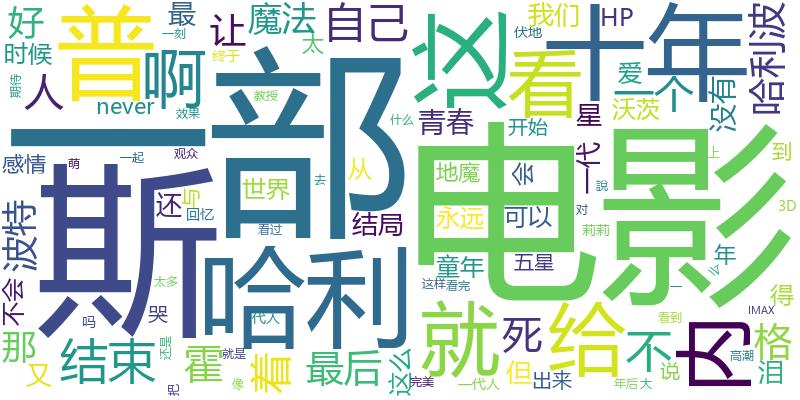 好
普
啊
最
魔法
让
自己
太
一刻
终于
时候
期待
人
never
效果
教授
感情
萌
一起
观众
一部
这
看
十年
我们
HP
伏地
爱
一个
没有
哈利波
沃茨
星
青春
开始
什么
一代
上
到
说
3D
从
会
地魔
世界
永远
可以
莉莉
对
与
还
回忆
去
看过
结局
童年
五星
年
么
一
得
斯
电影
波特
不会
哈利
太多
哭
吗
代人
这样
看完
看到
IMAX
那
又
结束
还是
霍
就是
把
像
着
最后
这么
完美
就
一代人
死
但
出来
给
不
年后
大
说
内
高潮
格
泪